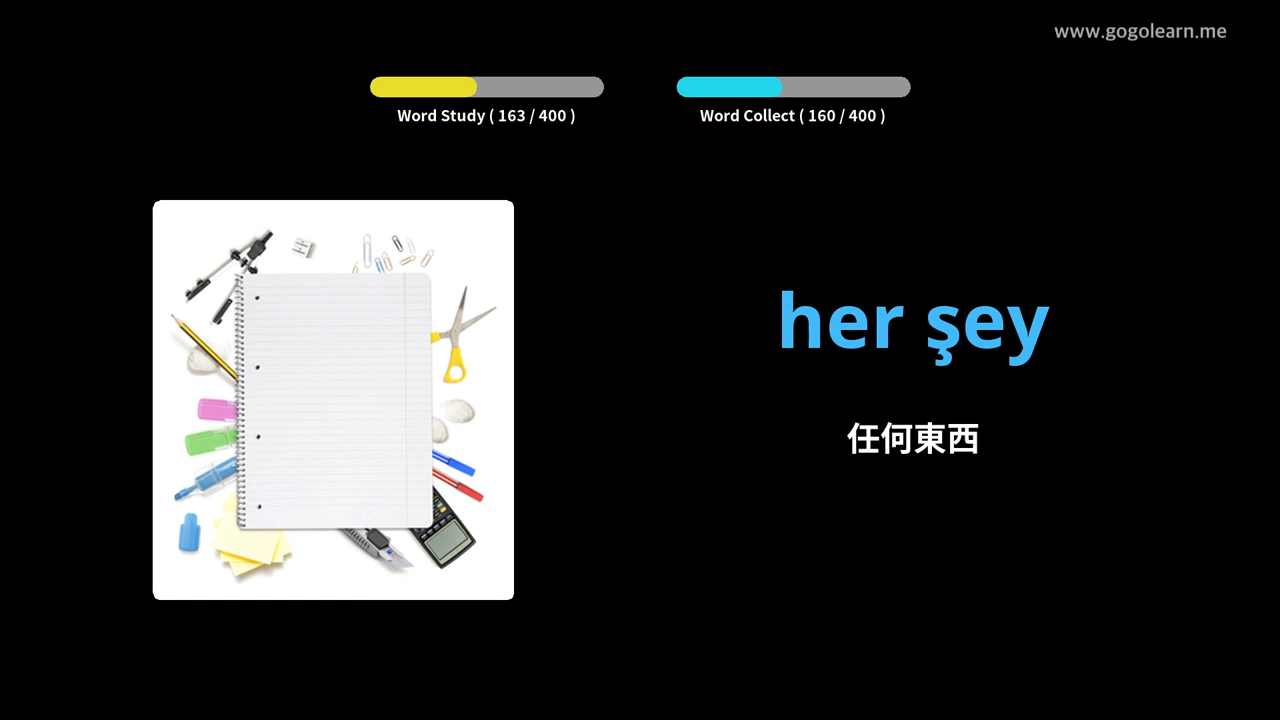 www.gogolearn.me
Word Study ( 163 / 400 )
Word Collect ( 160 / 400 )
her şey
任何東西